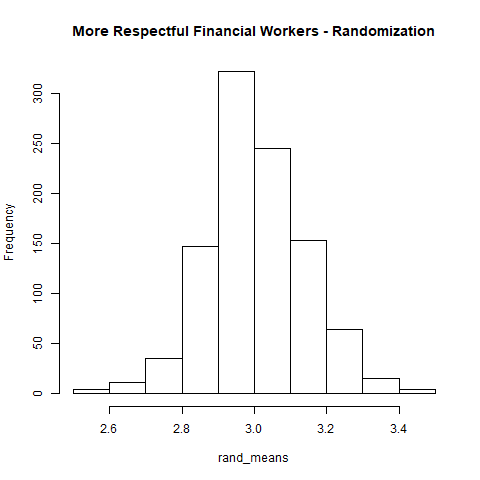 More Respectful Financial Workers - Randomization
Frequency
300
250
200
150
100
50
0
2.6 2.8 3.0 3.2 3.4
rand_means